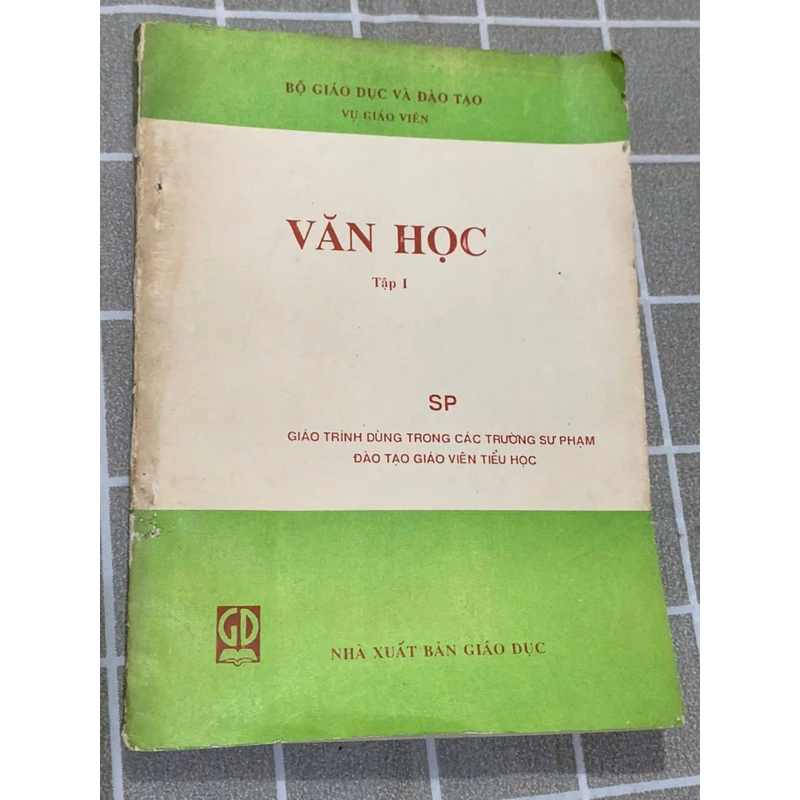 BỘ GIÁO DỤC VÀ ĐÀO TẠO
VỤ GIÁO VIÊN
VĂN HỌC
Tập I
SP
GIÁO TRÌNH DÙNG TRONG CÁC TRƯỜNG SƯ PHẠM
ĐÀO TẠO GIÁO VIÊN TIỂU HỌC
GD
NHÀ XUẤT BẢN GIÁO DỤC